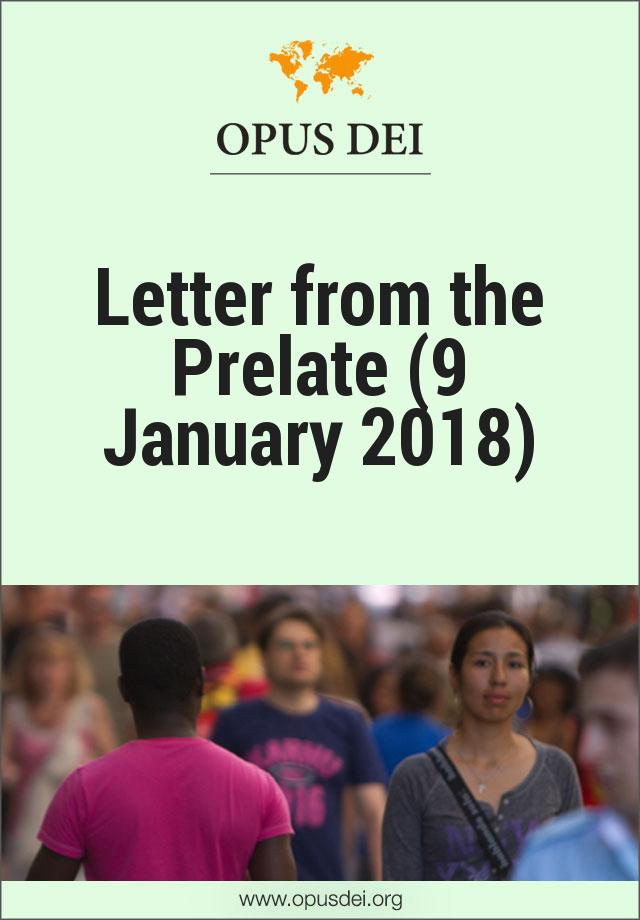 OPUS DEI
Letter from the
Prelate (9
January 2018)
www.opusdei.org